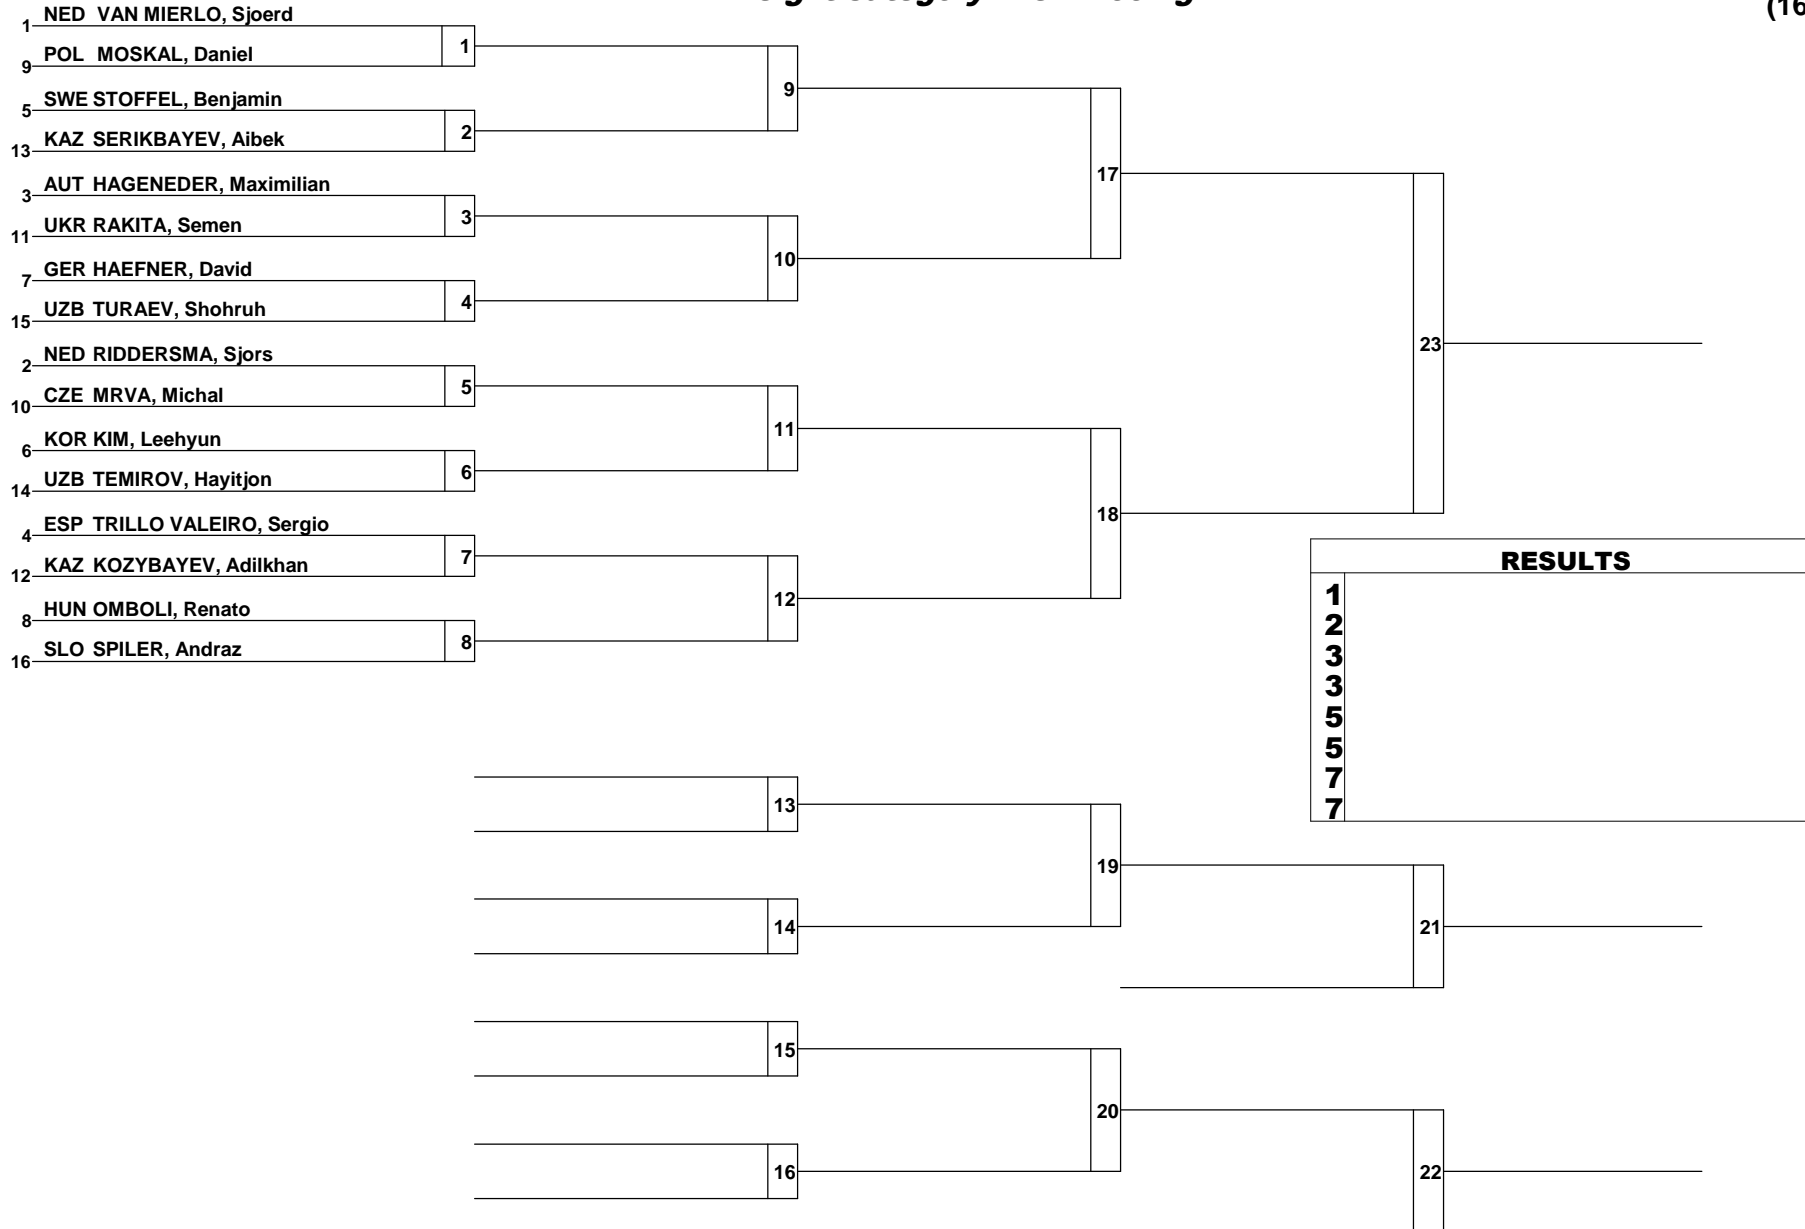 (16
1 NED VAN MIERLO, Sjoerd
9 POL MOSKAL, Daniel
1
5 SWE STOFFEL, Benjamin
13 KAZ SERIKBAYEV, Aibek
2
9
3 AUT HAGENEDER, Maximilian
11 UKR RAKITA, Semen
3
7 GER HAEFNER, David
15 UZB TURAEV, Shohruh
4
10
17
2 NED RIDDERSMA, Sjors
10 CZE MRVA, Michal
5
6 KOR KIM, Leehyun
14 UZB TEMIROV, Hayitjon
6
11
4 ESP TRILLO VALEIRO, Sergio
12 KAZ KOZYBAYEV, Adilkhan
7
8 HUN OMBOLI, Renato
16 SLO SPILER, Andraz
8
12
18
23
RESULTS
1
2
3
3
5
5
7
7
13
14
19
21
15
16
20
22